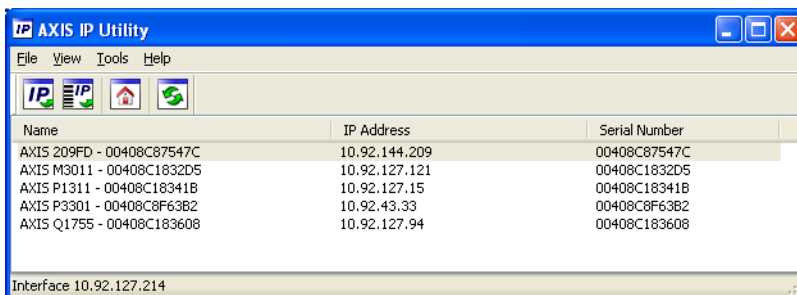 IP AXIS IP Utility
File View Tools Help
IP IP
Name IP Address Serial Number
AXIS 209FD - 00408C87547C 10.92.144.209 00408C87547C
AXIS M3011 - 00408C1832D5 10.92.127.121 00408C1832D5
AXIS P1311 - 00408C18341B 10.92.127.15 00408C18341B
AXIS P3301 - 00408C8F63B2 10.92.43.33 00408C8F63B2
AXIS Q1755 - 00408C183608 10.92.127.94 00408C183608
Interface 10.92.127.214